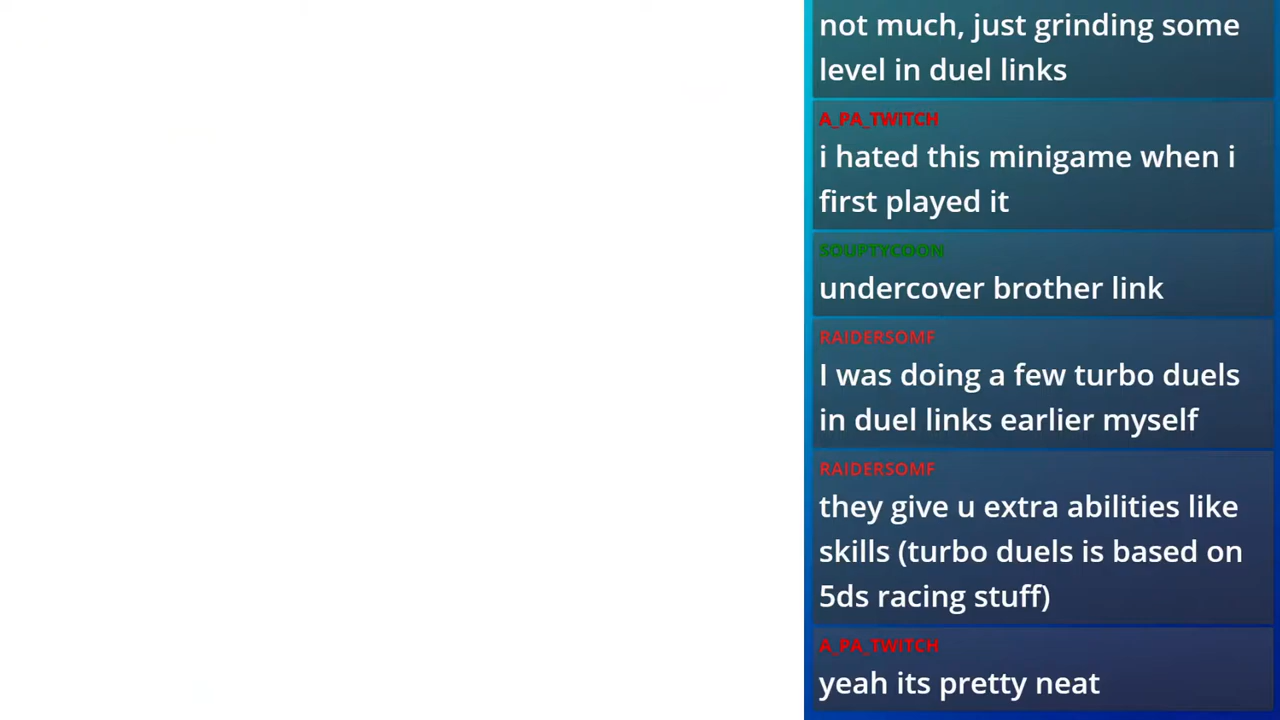 not much, just grinding some
level in duel links
A_PA_TWITCH
i hated this minigame when i
first played it
SOUPTYCOON
undercover brother link
RAIDERSOMF
I was doing a few turbo duels
in duel links earlier myself
RAIDERSOMF
they give u extra abilities like
skills (turbo duels is based on
5ds racing stuff)
A_PA_TWITCH
yeah its pretty neat